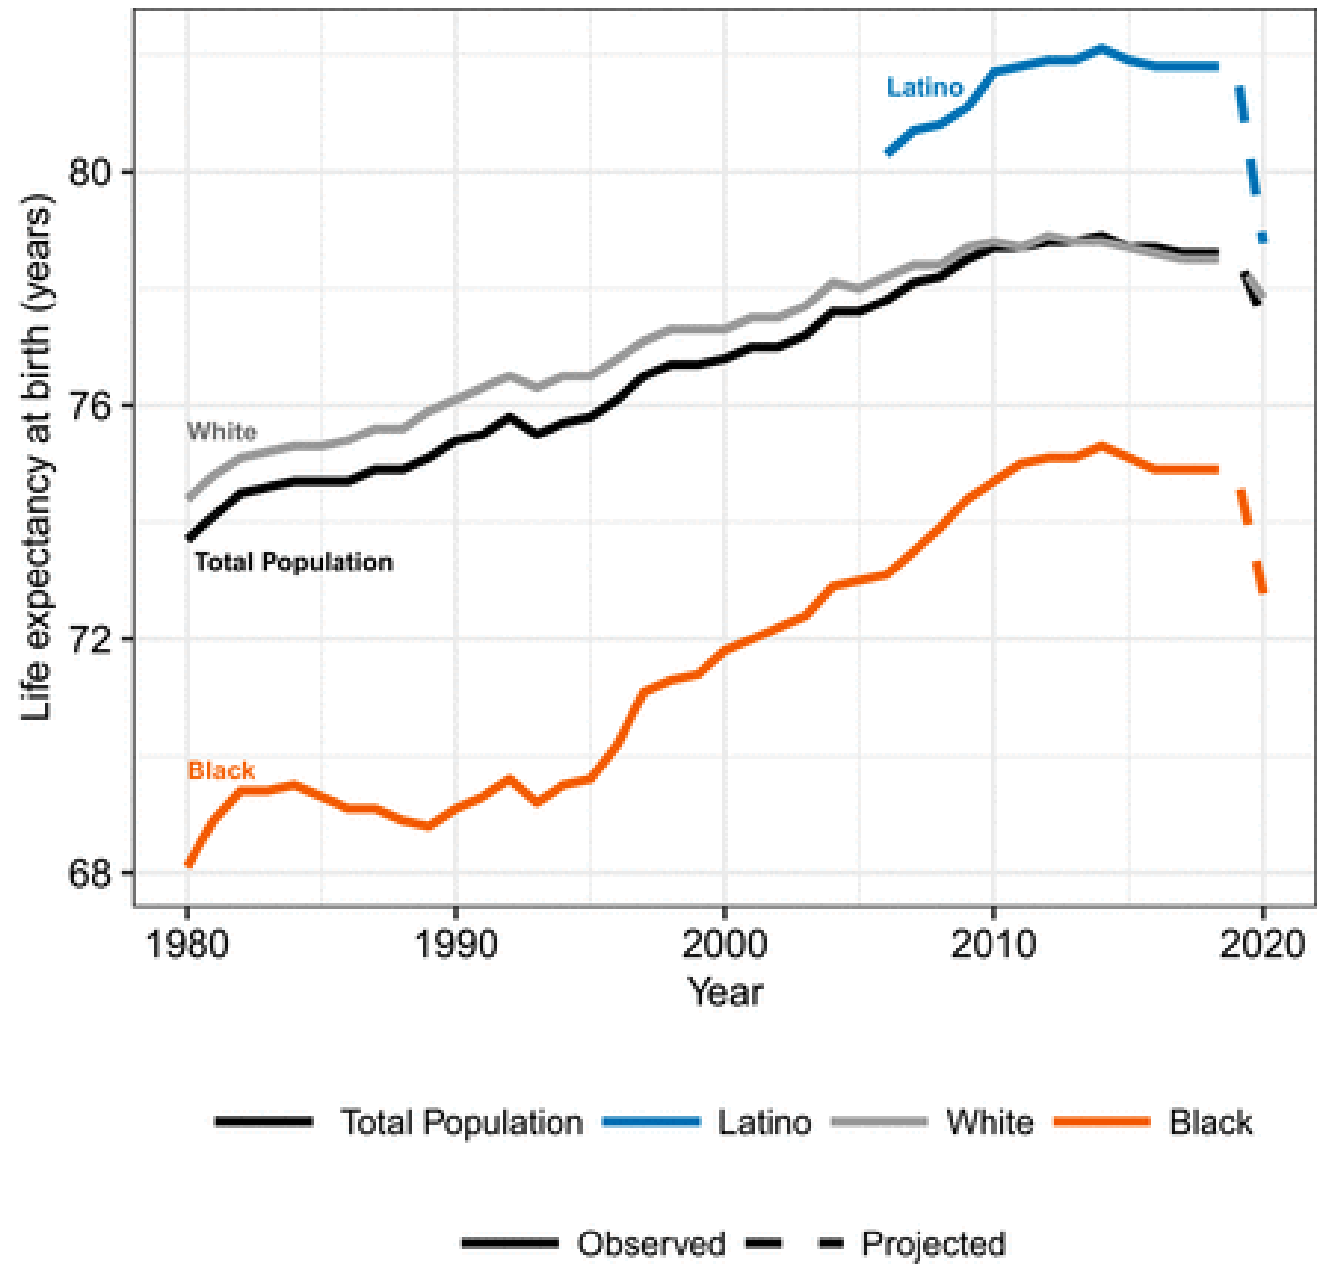 Latino
80
76
White
Total Population
72
Black
68
Life expectancy at birth (years)
1980 1990 2000 2010 2020
Year
Total Population Latino White Black
Observed Projected